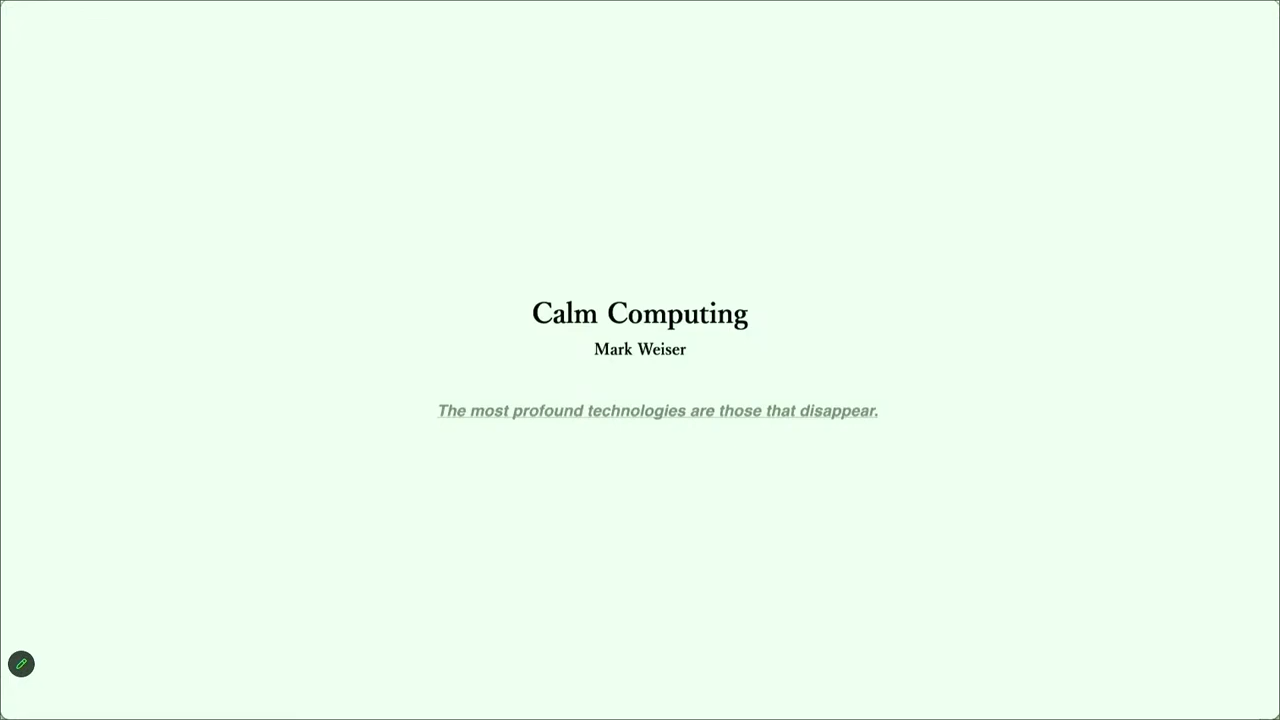 Calm Computing
Mark Weiser
The most profound technologies are those that disappear.